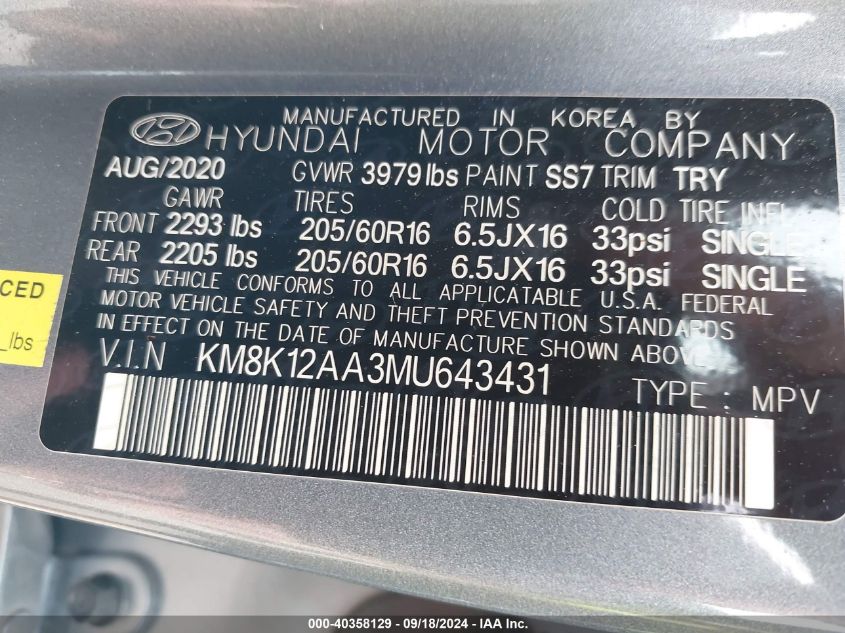 MANUFACTURED IN KOREA BY
HYUNDAI MOTOR COMPANY
AUG/2020 GVWR 3979 lbs PAINT SS7 TRIM TRY
GAWR TIRES RIMS COLD TIRE INFL
FRONT 2293 lbs 205/60R16 6.5JX16 33psi SINGLE
REAR 2205 lbs 205/60R16 6.5JX16 33psi SINGLE
THIS VEHICLE CONFORMS TO ALL APPLICATABLE U.S.A. FEDERAL
MOTOR VEHICLE SAFETY AND THEFT PREVENTION STANDARDS
IN EFFECT ON THE DATE OF MANUFACTURE SHOWN ABOVE.
V.I.N KM8K12AA3MU643431 TYPE : MPV
CED
_lbs
000-40358129 - 09/18/2024 - IAA Inc.